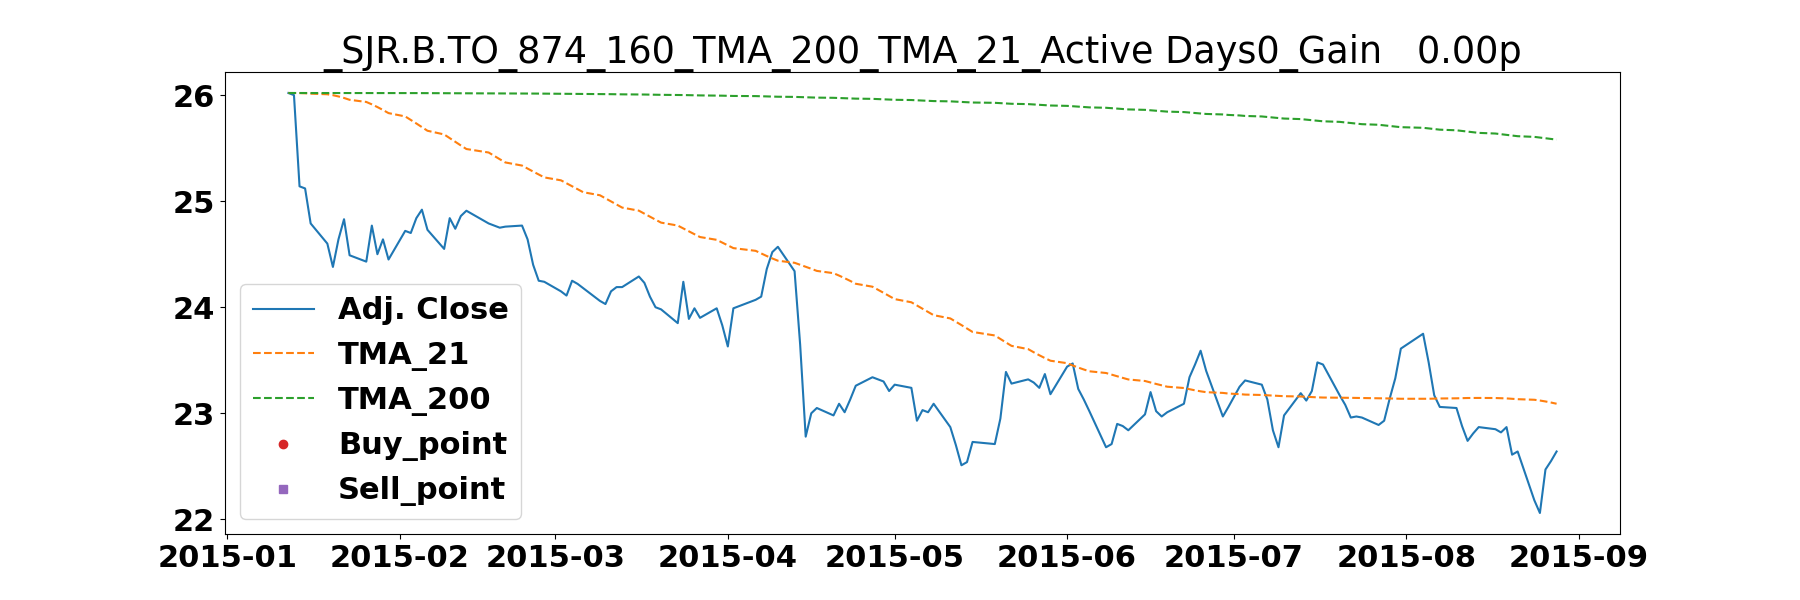 _SJR.B.TO_874_160_TMA_200_TMA_21_Active Days0_Gain   0.00p
26
25
24
23
22
Adj. Close
TMA_21
TMA_200
Buy_point
Sell_point
2015-01 2015-02 2015-03 2015-04 2015-05 2015-06 2015-07 2015-08 2015-09